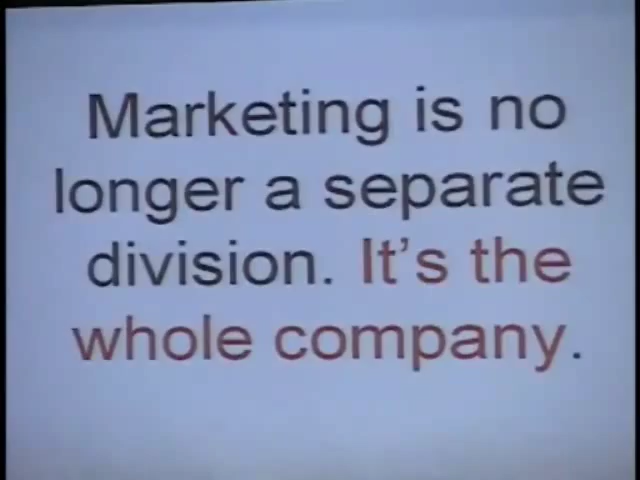 Marketing is no
longer a separate
division. It's the
whole company.